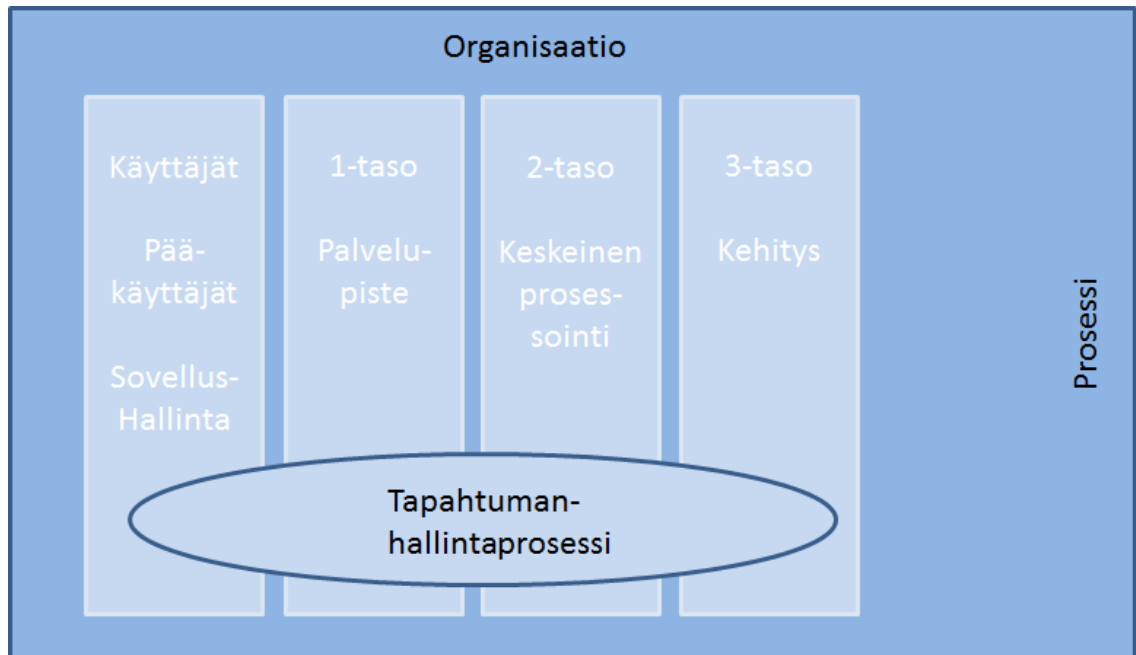 Organisaatio
Käyttäjät
Pää-
käyttäjät
Sovellus-
Hallinta
1-taso
Palvelu-
piste
2-taso
Keskeinen
proses-
sointi
3-taso
Kehitys
Prosessi
Tapahtuman-
hallintaprosessi